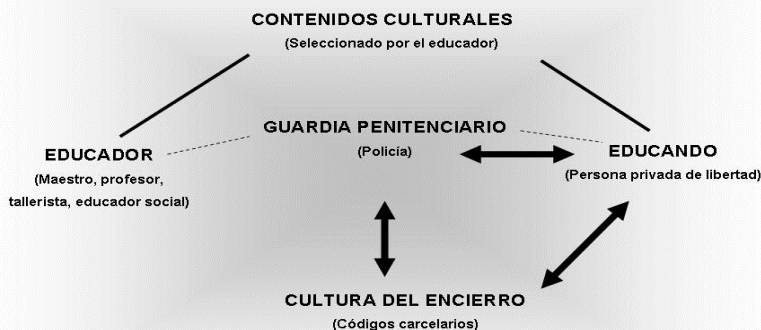 CONTENIDOS CULTURALES
(Seleccionado por el educador)
GUARDIA PENITENCIARIO
(Policía)
EDUCADOR
(Maestro, profesor,
tallerista, educador social)
EDUCANDO
(Persona privada de libertad)
CULTURA DEL ENCIERRO
(Códigos carcelarios)